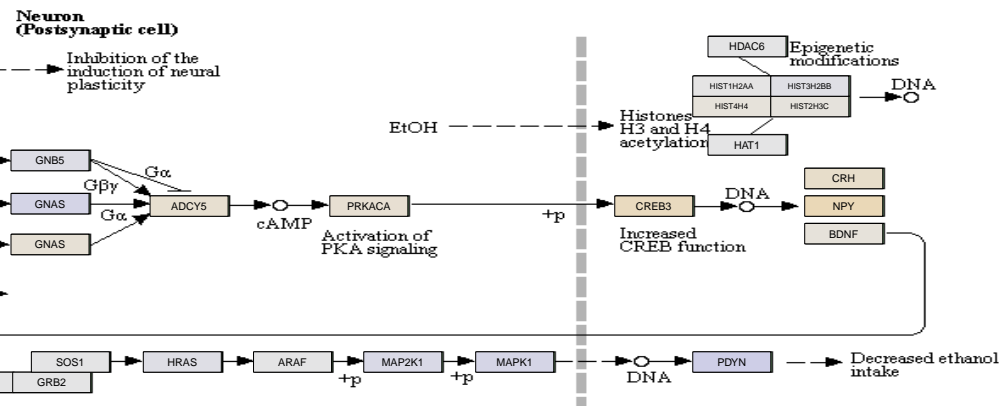 Neuron
(Postsynaptic cell)
Inhibition of the
induction of neural
plasticity
HDAC6
Epigenetic
modifications
HIST1H2AA
HIST3H2BB
HIST4H4
HIST2H3C
DNA
EtOH
Histones
H3 and H4
acetylation
HAT1
GNB5
Gα
Gβγ
GNAS
Gα
GNAS
ADCY5
cAMP
PRKACA
Activation of
PKA signaling
+p
CREB3
Increased
CREB function
DNA
CRH
NPY
BDNF
SOS1
GRB2
HRAS
ARAF
+p
MAP2K1
+p
MAPK1
DNA
PDYN
Decreased ethanol
intake